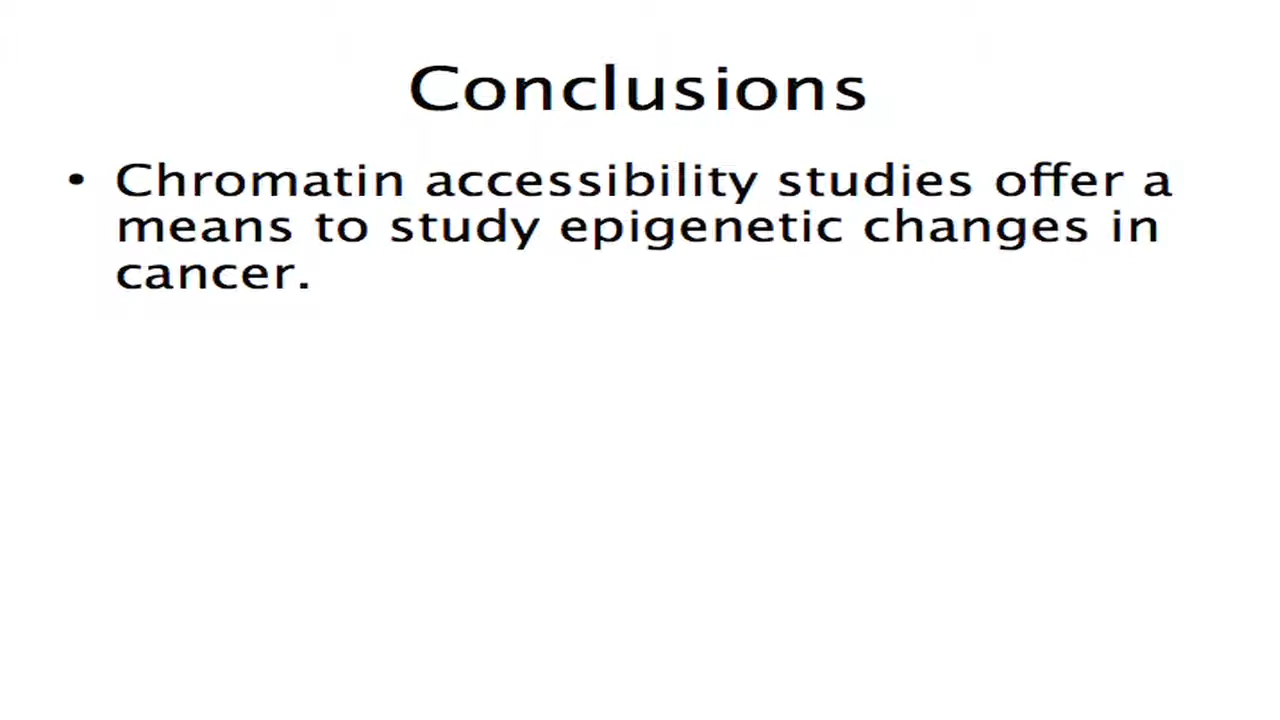 Conclusions
• Chromatin accessibility studies offer a
means to study epigenetic changes in
cancer.